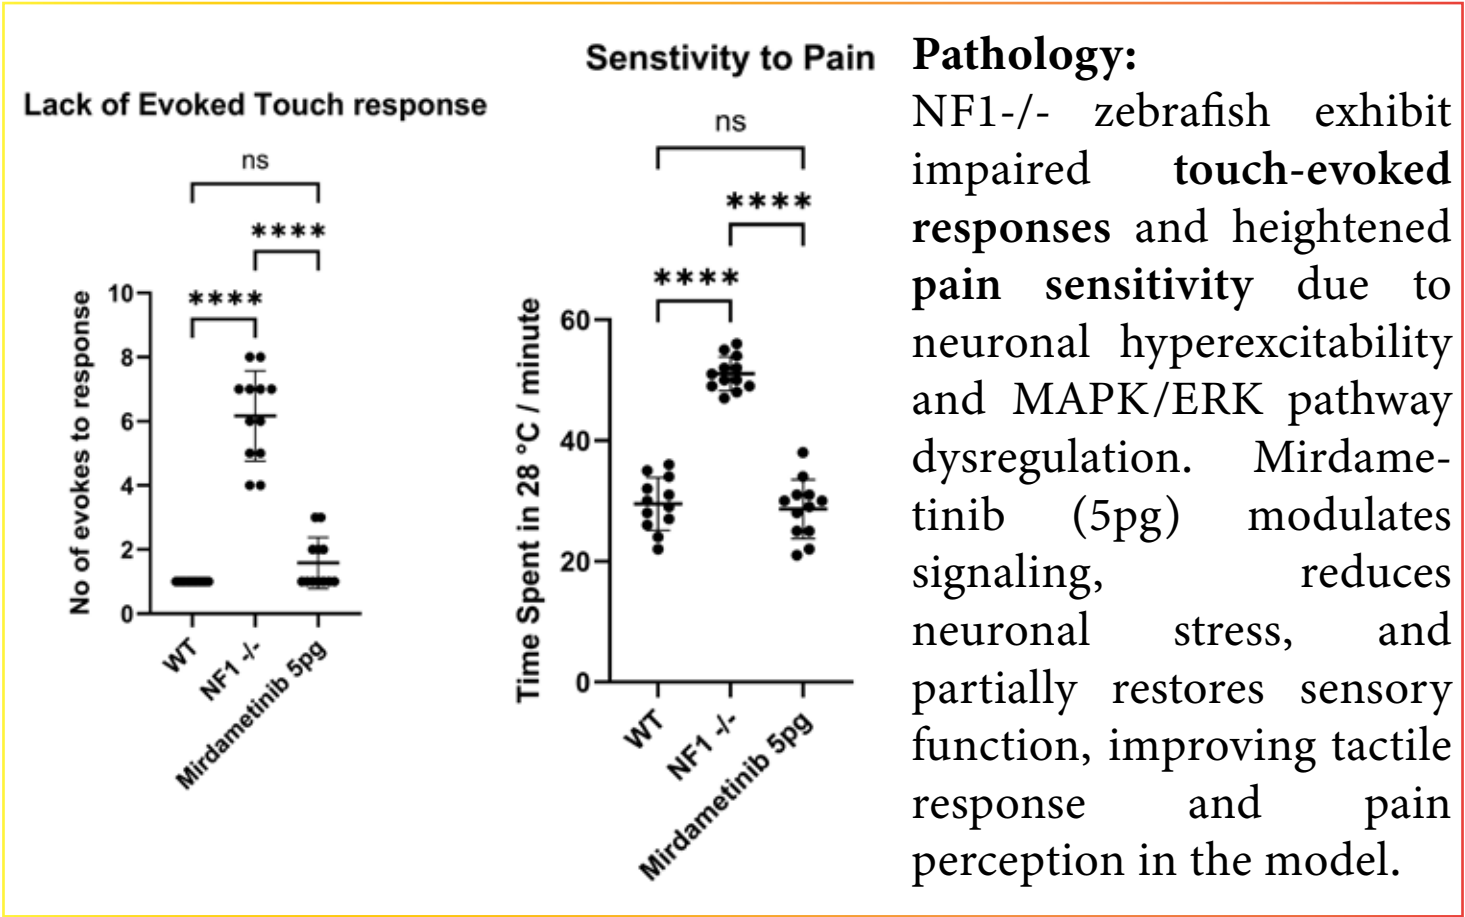 Lack of Evoked Touch response
ns
****
****
No of evokes to response
10
8
6
4
2
0
WT
NF1 -/-
Mirdametinib 5pg
Senstivity to Pain
ns
****
****
Time Spent in 28 °C / minute
60
40
20
0
WT
NF1 -/-
Mirdametinib 5pg
Pathology:
NF1-/- zebrafish exhibit
impaired touch-evoked
responses and heightened
pain sensitivity due to
neuronal hyperexcitability
and MAPK/ERK pathway
dysregulation. Mirdame-
tinib (5pg) modulates
signaling, reduces
neuronal stress, and
partially restores sensory
function, improving tactile
response and pain
perception in the model.